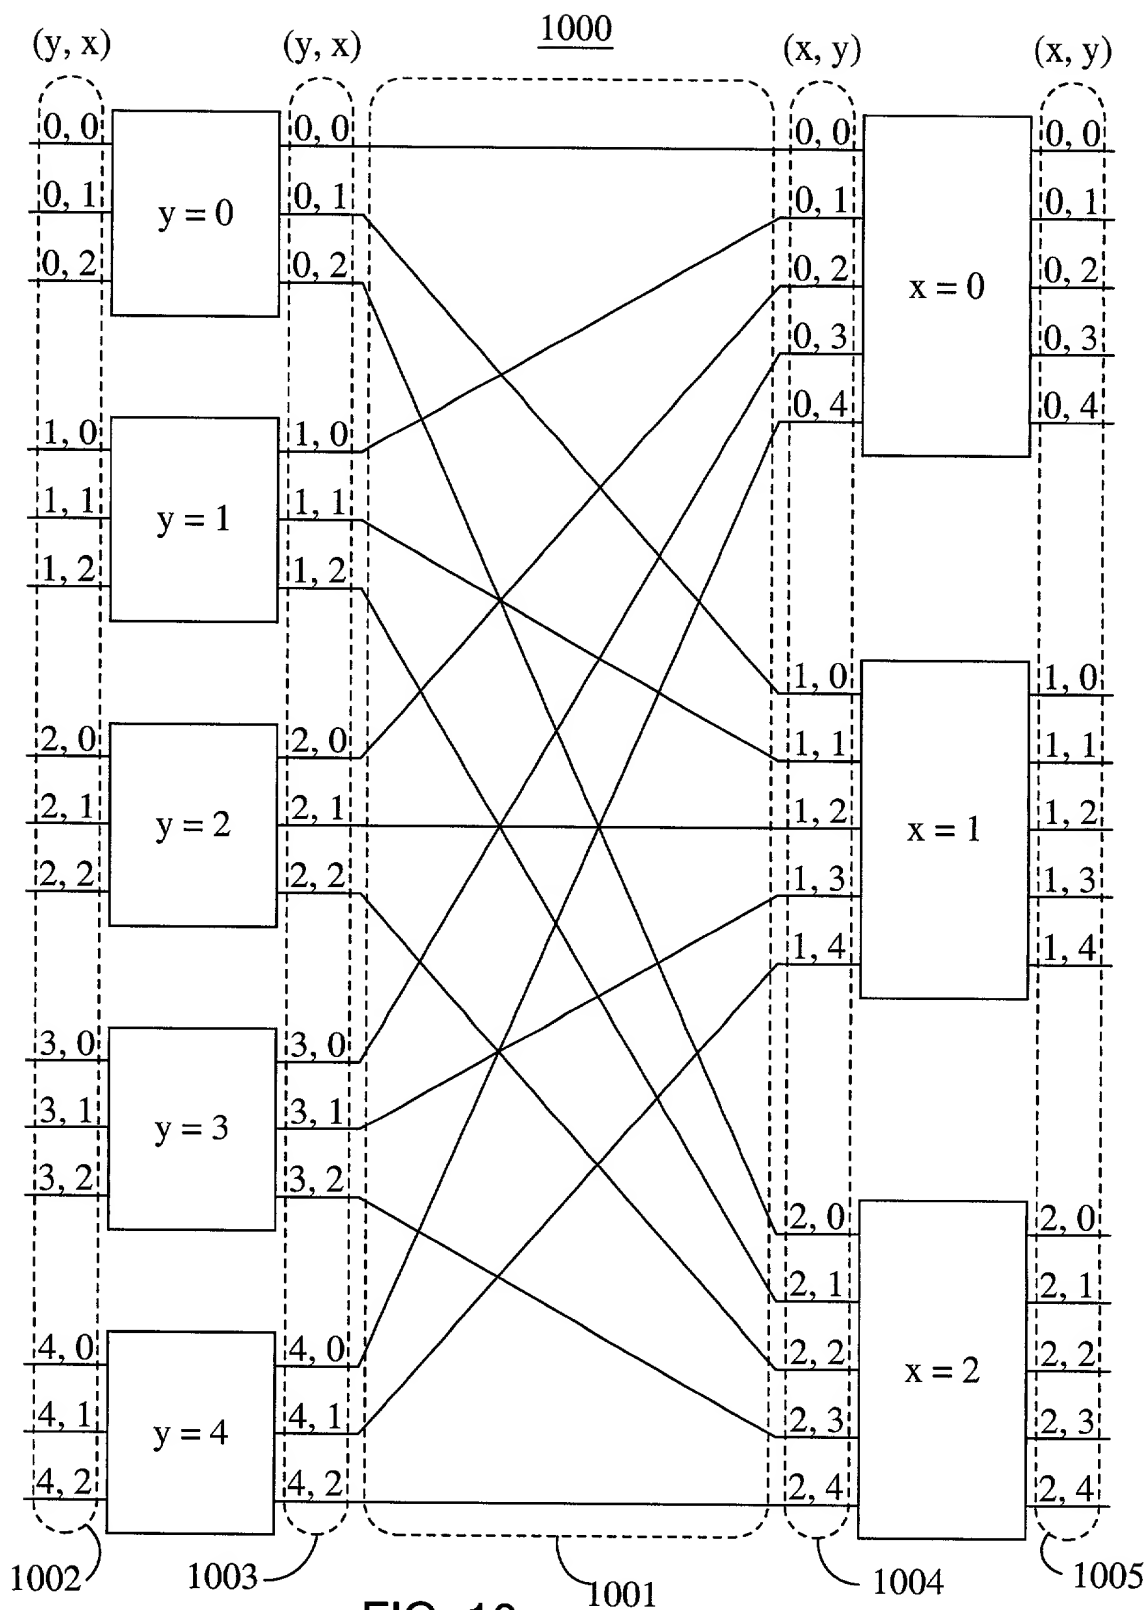 1000
(y, x) (y, x) (x, y) (x, y)
0, 0 0, 0 0, 0 0, 0
0, 1 y = 0 0, 1 0, 1 0, 1
0, 2 0, 2 0, 2 x = 0 0, 2
0, 3 0, 3
0, 4 0, 4
1, 0 1, 0
1, 1 y = 1 1, 1
1, 2 1, 2
1, 0 1, 0
2, 0 2, 0 1, 1 1, 1
2, 1 y = 2 2, 1 1, 2 x = 1 1, 2
2, 2 2, 2 1, 3 1, 3
1, 4 1, 4
3, 0 3, 0
3, 1 y = 3 3, 1
3, 2 3, 2
2, 0 2, 0
2, 1 2, 1
4, 0 4, 0 2, 2 x = 2 2, 2
4, 1 y = 4 4, 1 2, 3 2, 3
4, 2 4, 2 2, 4 2, 4
1002 1003 1001 1004 1005